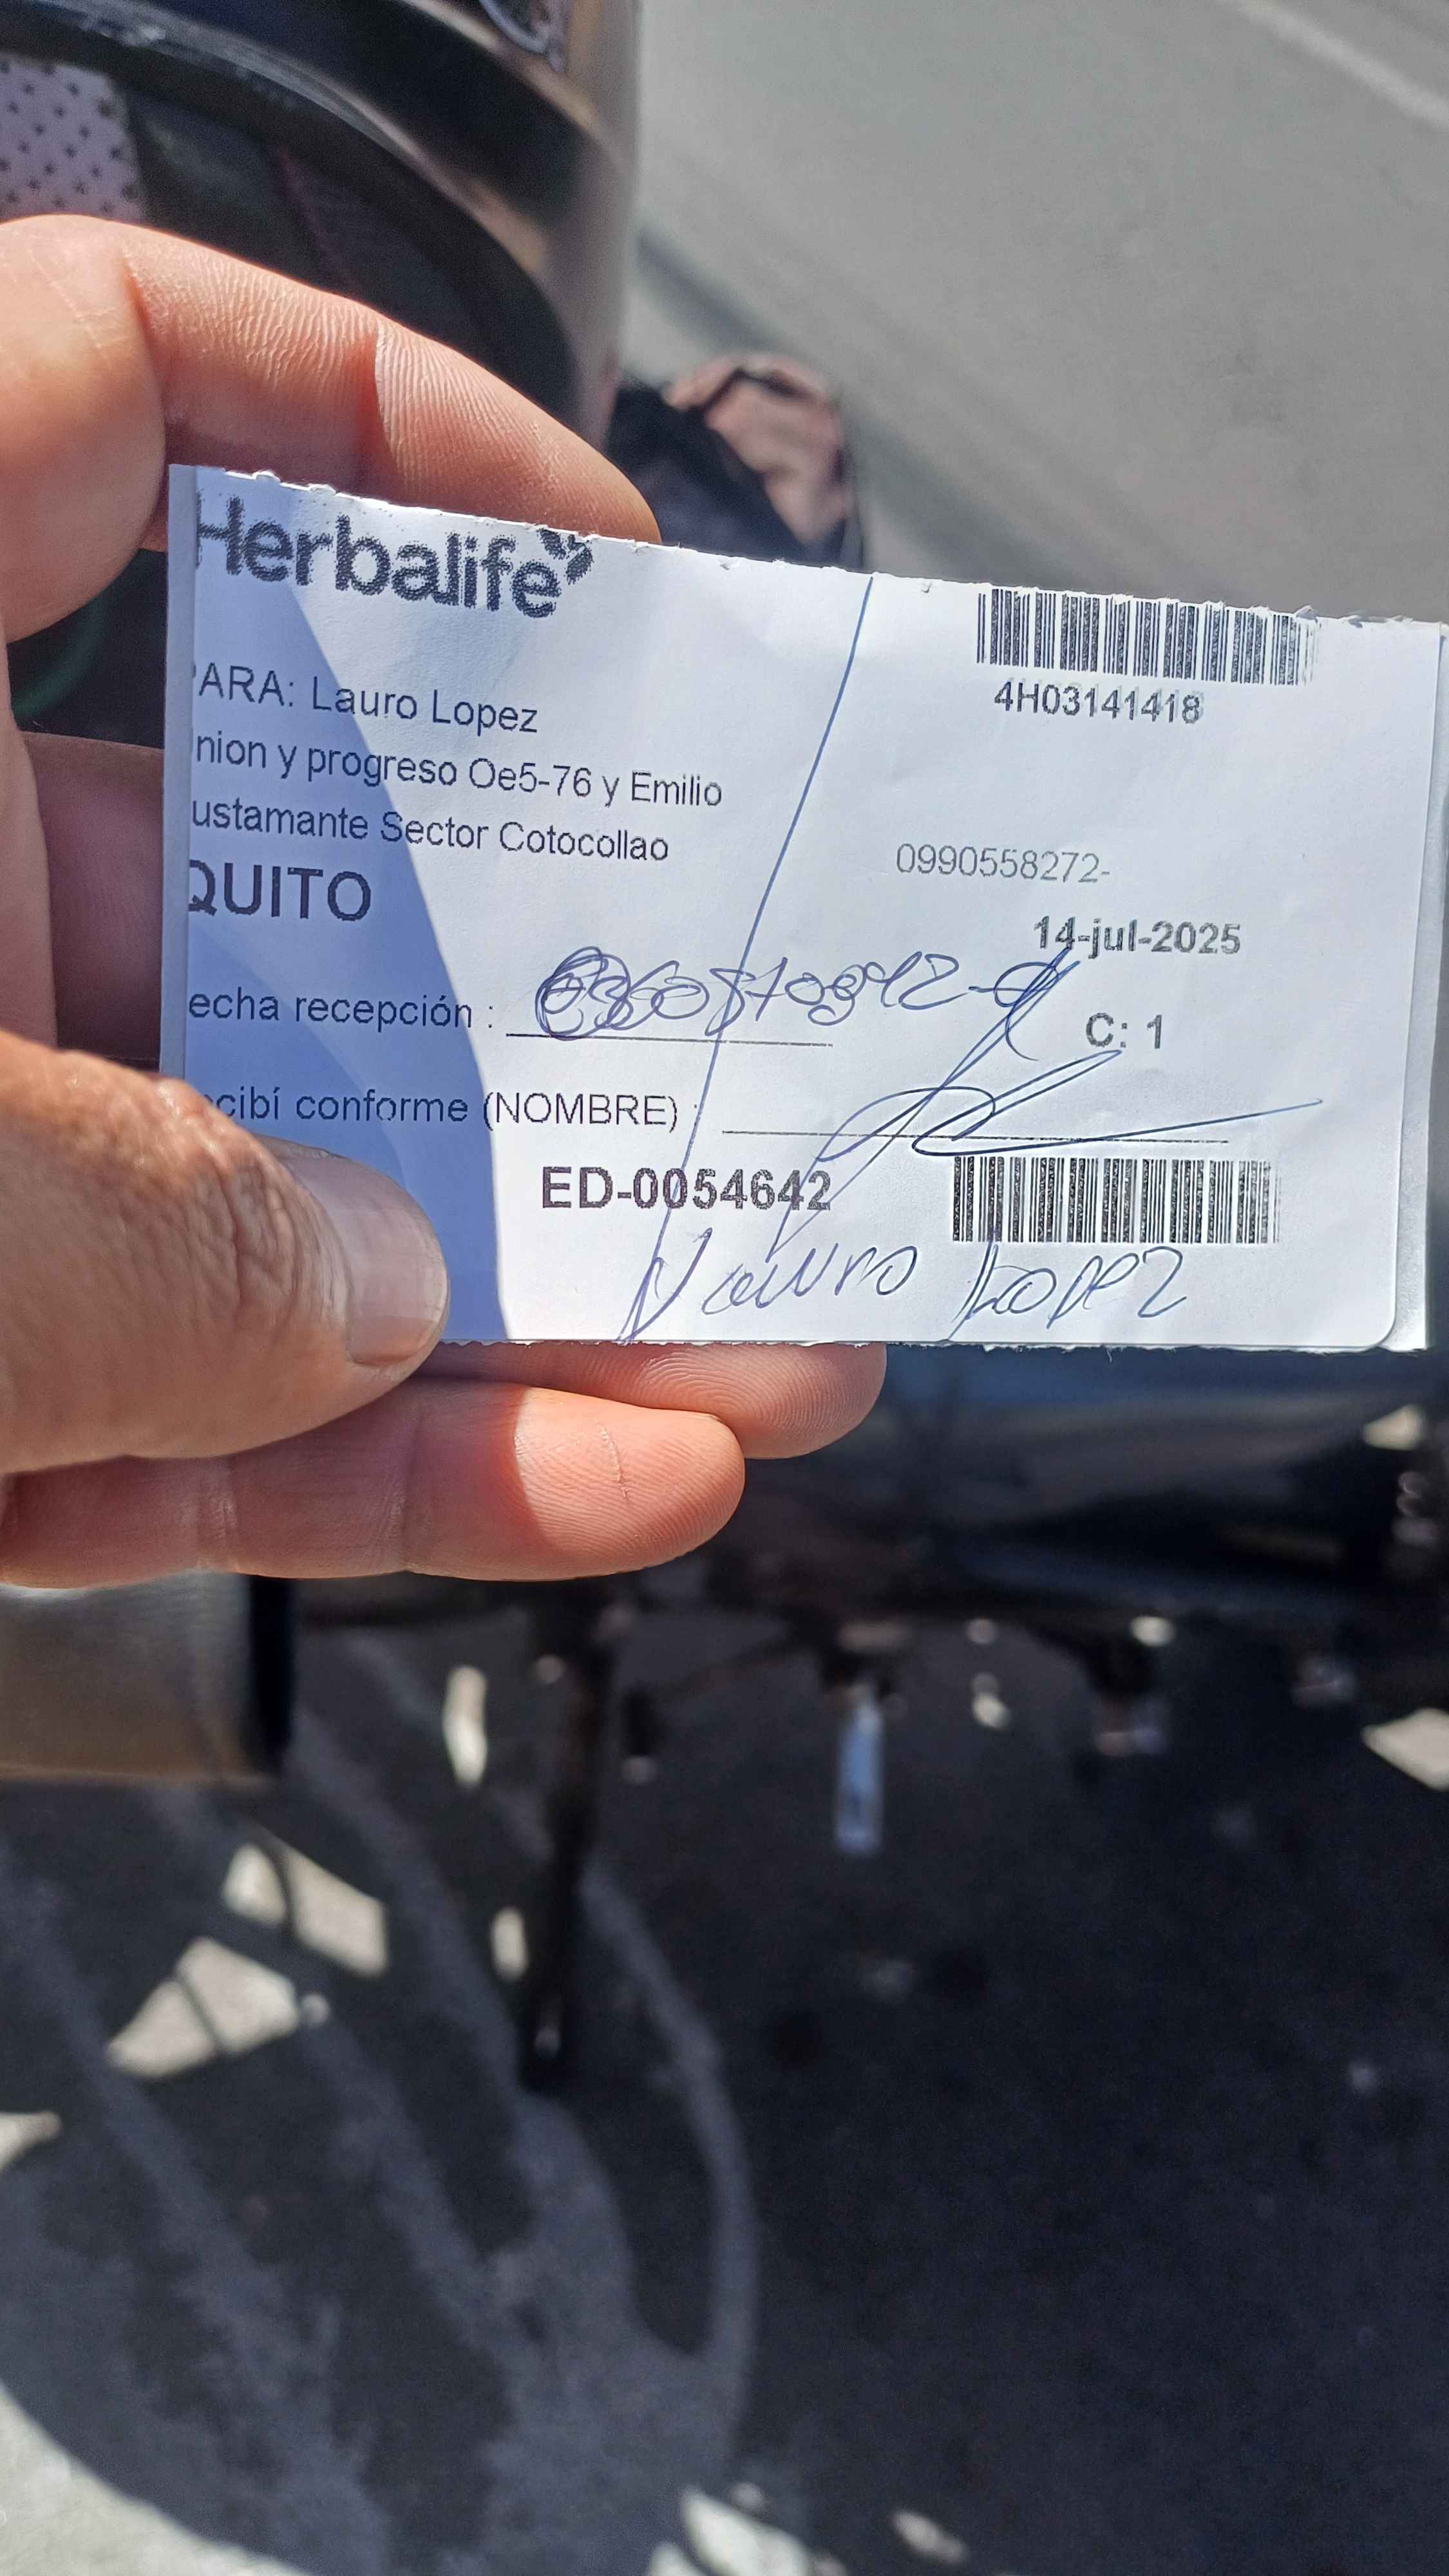 Herbalife
4H03141418
PARA: Lauro Lopez
nion y progreso Oe5-76 y Emilio
ustamante Sector Cotocollao
0990558272-
QUITO
14-jul-2025
echa recepción :
C: 1
cibí conforme (NOMBRE) :
ED-0054642
Lauro Lopez